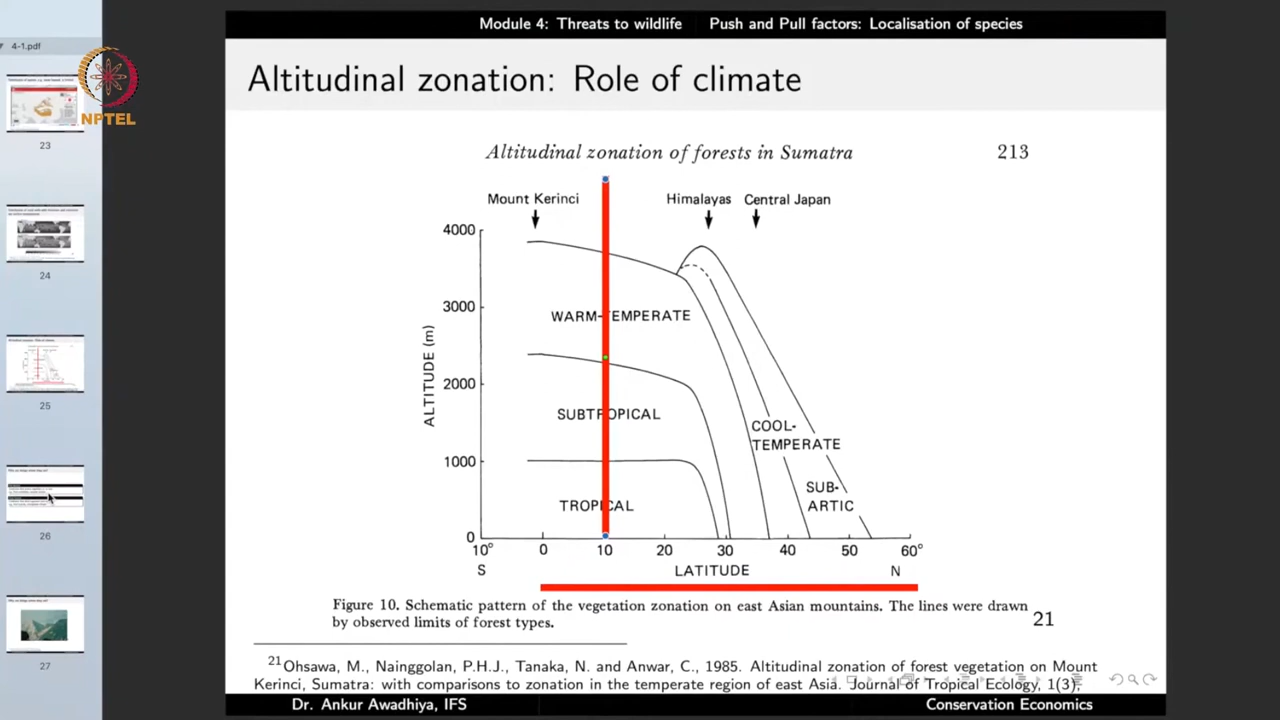 Module 4: Threats to wildlife Push and Pull factors: Localisation of species
4-1.pdf
NPTEL
23
24
25
26
27
Altitudinal zonation: Role of climate
Altitudinal zonation of forests in Sumatra 213
Mount Kerinci Himalayas Central Japan
4000
3000
2000
1000
0
ALTITUDE (m)
WARM-TEMPERATE
SUBTROPICAL
COOL-
TEMPERATE
SUB-
ARTIC
TROPICAL
10° 0 10 20 30 40 50 60°
S LATITUDE N
Figure 10. Schematic pattern of the vegetation zonation on east Asian mountains. The lines were drawn
by observed limits of forest types.
21
21Ohsawa, M., Nainggolan, P.H.J., Tanaka, N. and Anwar, C., 1985. Altitudinal zonation of forest vegetation on Mount
Kerinci, Sumatra: with comparisons to zonation in the temperate region of east Asia. Journal of Tropical Ecology, 1(3),
Dr. Ankur Awadhiya, IFS Conservation Economics